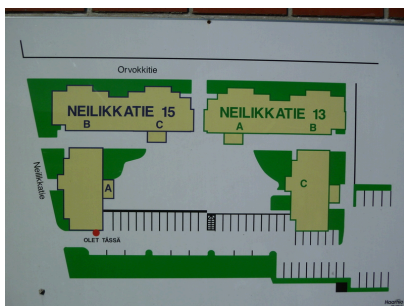 Orvokkitie
NEILIKKATIE 15
NEILIKKATIE 13
B
C
A
B
Neilikkatie
A
C
OLET TÄSSÄ